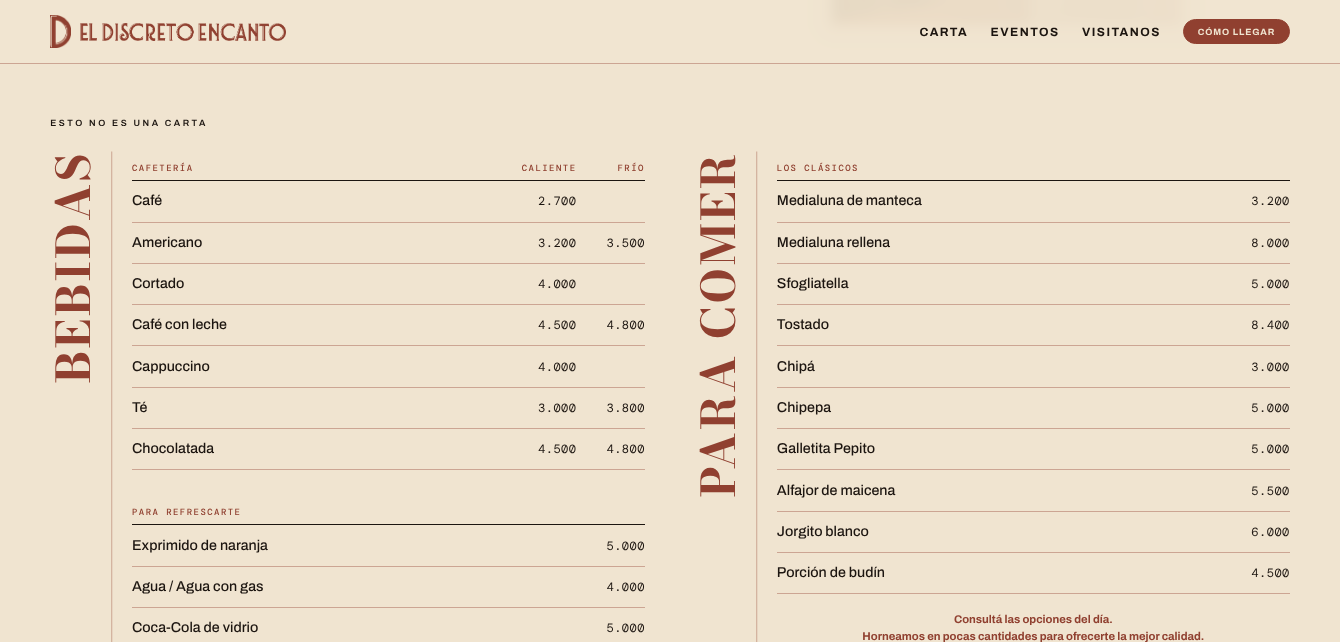 D EL DISCRETO ENCANTO
CARTA EVENTOS VISITANOS CÓMO LLEGAR
ESTO NO ES UNA CARTA
BEBIDAS
CAFETERÍA CALIENTE FRÍO
Café 2.700
Americano 3.200 3.500
Cortado 4.000
Café con leche 4.500 4.800
Cappuccino 4.000
Té 3.000 3.800
Chocolatada 4.500 4.800
PARA REFRESCARTE
Exprimido de naranja 5.000
Agua / Agua con gas 4.000
Coca-Cola de vidrio 5.000
PARA COMER
LOS CLÁSICOS
Medialuna de manteca 3.200
Medialuna rellena 8.000
Sfogliatella 5.000
Tostado 8.400
Chipá 3.000
Chipepa 5.000
Galletita Pepito 5.000
Alfajor de maicena 5.500
Jorgito blanco 6.000
Porción de budín 4.500
Consultá las opciones del día.
Horneamos en pocas cantidades para ofrecerte la mejor calidad.